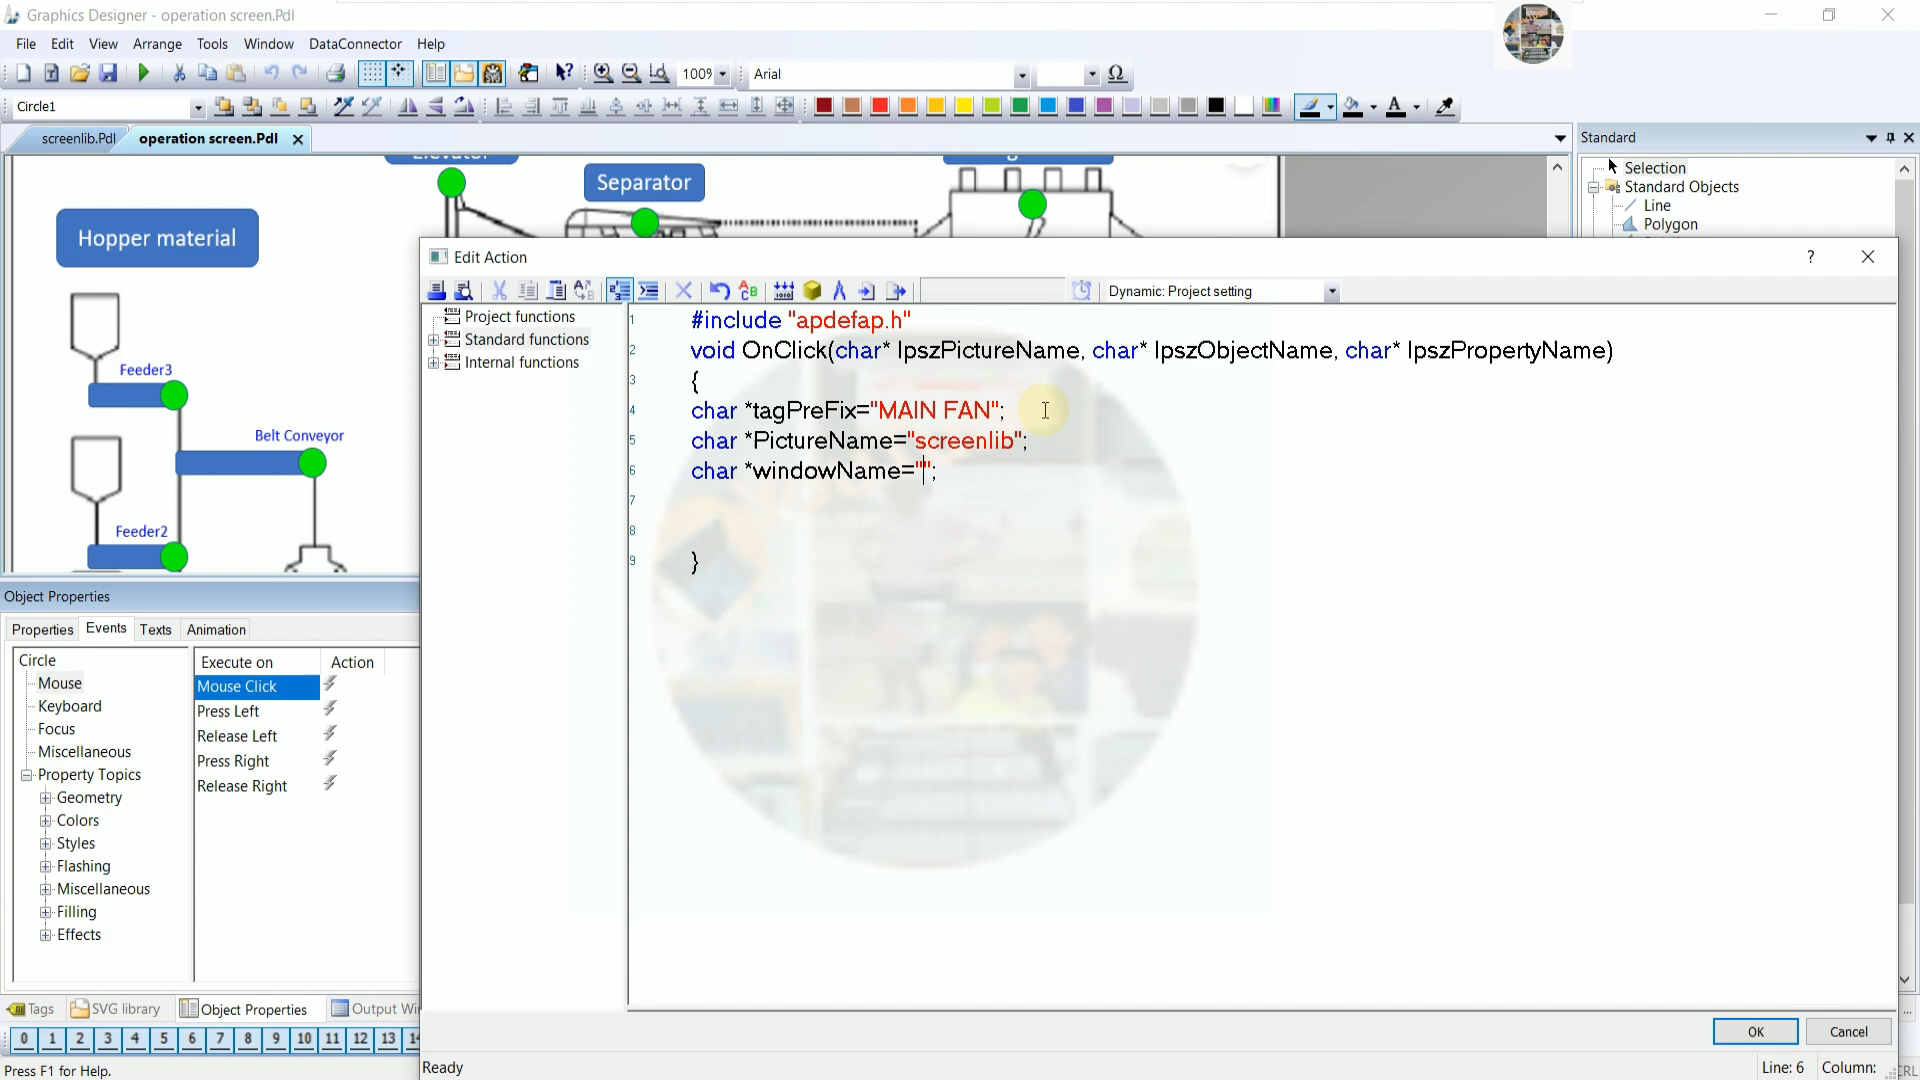 Graphics Designer - operation screen.Pdl
File Edit View Arrange Tools Window DataConnector Help
100% Arial Ω
Circle1
screenlib.Pdl operation screen.Pdl
Standard
Selection
Standard Objects
Line
Polygon
Separator
Hopper material
Feeder3
Belt Conveyor
Feeder2
Edit Action
Dynamic: Project setting
Project functions
Standard functions
Internal functions
1 #include "apdefap.h"
2 void OnClick(char* lpszPictureName, char* lpszObjectName, char* lpszPropertyName)
3 {
4 char *tagPreFix="MAIN FAN";
5 char *PictureName="screenlib";
6 char *windowName="";
7
8
9 }
Object Properties
Properties Events Texts Animation
Circle
Mouse
Keyboard
Focus
Miscellaneous
Property Topics
Geometry
Colors
Styles
Flashing
Miscellaneous
Filling
Effects
Execute on Action
Mouse Click
Press Left
Release Left
Press Right
Release Right
Tags SVG library Object Properties Output Wi
0 1 2 3 4 5 6 7 8 9 10 11 12 13
OK Cancel
Press F1 for Help.
Ready
Line: 6 Column: